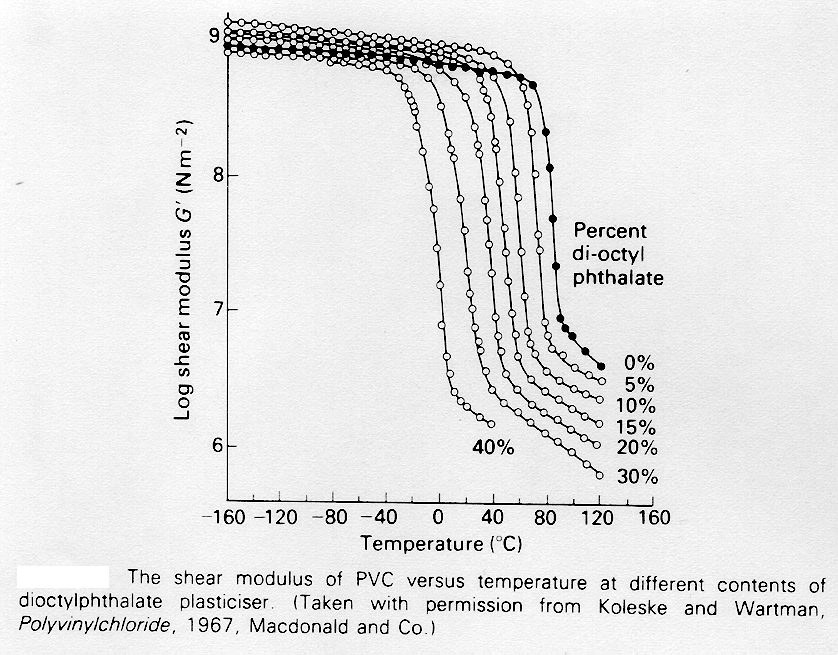 9
8
7
6
Log shear modulus G′ (Nm−2)
Percent
di-octyl
phthalate
0%
5%
10%
15%
20%
30%
40%
−160 −120 −80 −40 0 40 80 120 160
Temperature (°C)
The shear modulus of PVC versus temperature at different contents of
dioctylphthalate plasticiser. (Taken with permission from Koleske and Wartman,
Polyvinylchloride, 1967, Macdonald and Co.)